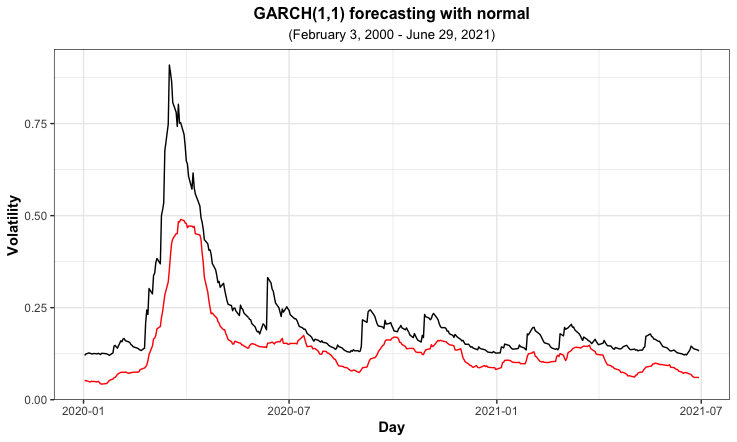 GARCH(1,1) forecasting with normal
(February 3, 2000 - June 29, 2021)
Volatility
0.75
0.50
0.25
0.00
2020-01 2020-07 2021-01 2021-07
Day